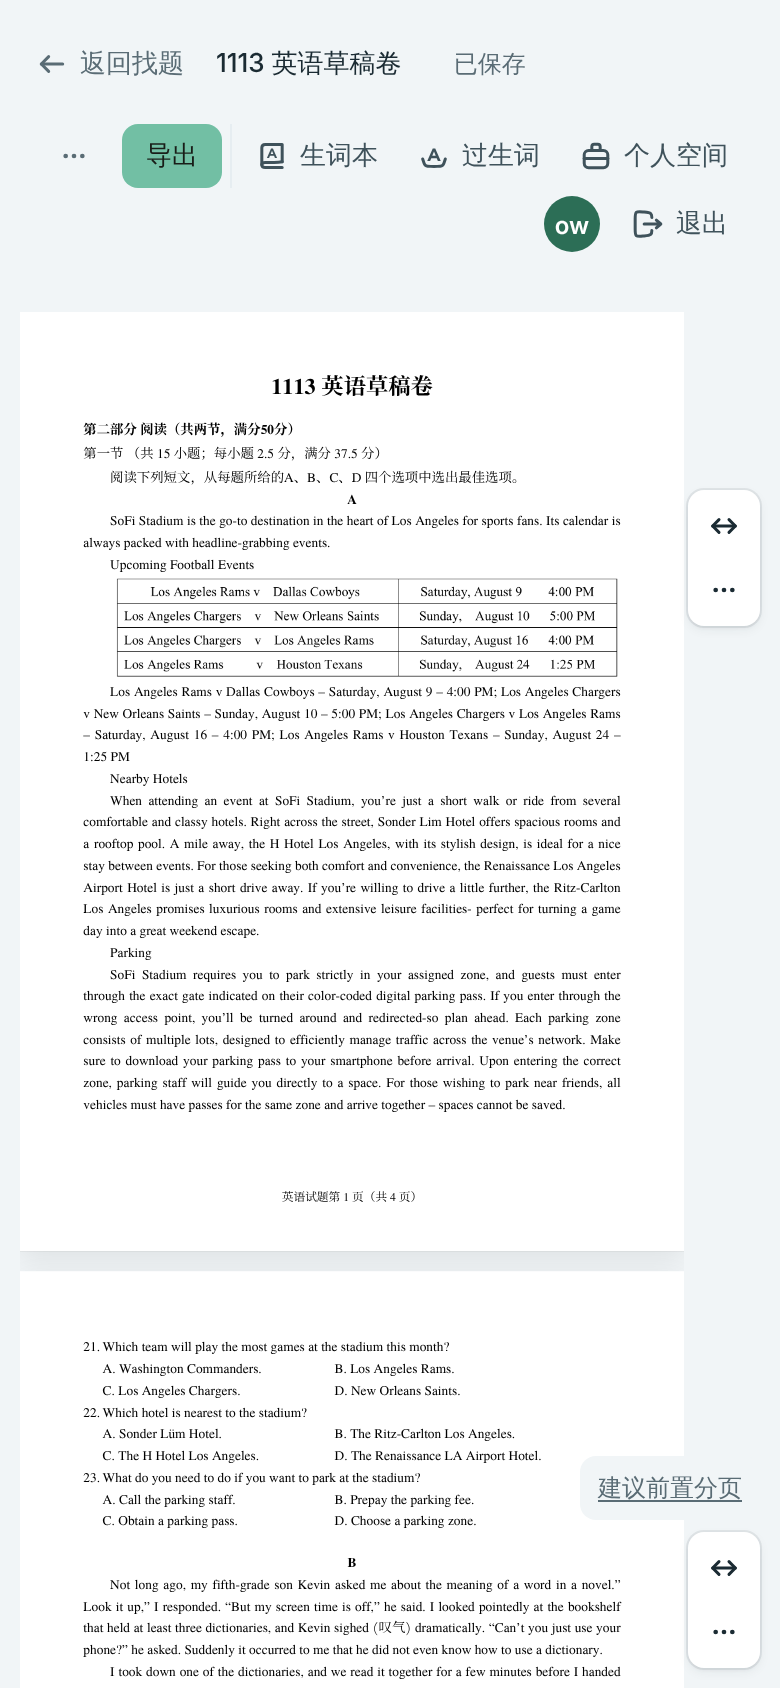 返回找题 1113 英语草稿卷 已保存
导出 生词本 过生词 个人空间
ow 退出
1113 英语草稿卷
第二部分 阅读（共两节，满分50分）
第一节 （共 15 小题；每小题 2.5 分，满分 37.5 分）
阅读下列短文，从每题所给的A、B、C、D 四个选项中选出最佳选项。
A
SoFi Stadium is the go-to destination in the heart of Los Angeles for sports fans. Its calendar is
always packed with headline-grabbing events.
Upcoming Football Events
Los Angeles Rams v Dallas Cowboys Saturday, August 9 4:00 PM
Los Angeles Chargers v New Orleans Saints Sunday, August 10 5:00 PM
Los Angeles Chargers v Los Angeles Rams Saturday, August 16 4:00 PM
Los Angeles Rams v Houston Texans Sunday, August 24 1:25 PM
Los Angeles Rams v Dallas Cowboys – Saturday, August 9 – 4:00 PM; Los Angeles Chargers
v New Orleans Saints – Sunday, August 10 – 5:00 PM; Los Angeles Chargers v Los Angeles Rams
– Saturday, August 16 – 4:00 PM; Los Angeles Rams v Houston Texans – Sunday, August 24 –
1:25 PM
Nearby Hotels
When attending an event at SoFi Stadium, you’re just a short walk or ride from several
comfortable and classy hotels. Right across the street, Sonder Lim Hotel offers spacious rooms and
a rooftop pool. A mile away, the H Hotel Los Angeles, with its stylish design, is ideal for a nice
stay between events. For those seeking both comfort and convenience, the Renaissance Los Angeles
Airport Hotel is just a short drive away. If you’re willing to drive a little further, the Ritz-Carlton
Los Angeles promises luxurious rooms and extensive leisure facilities- perfect for turning a game
day into a great weekend escape.
Parking
SoFi Stadium requires you to park strictly in your assigned zone, and guests must enter
through the exact gate indicated on their color-coded digital parking pass. If you enter through the
wrong access point, you’ll be turned around and redirected-so plan ahead. Each parking zone
consists of multiple lots, designed to efficiently manage traffic across the venue’s network. Make
sure to download your parking pass to your smartphone before arrival. Upon entering the correct
zone, parking staff will guide you directly to a space. For those wishing to park near friends, all
vehicles must have passes for the same zone and arrive together – spaces cannot be saved.
英语试题第 1 页（共 4 页）
21. Which team will play the most games at the stadium this month?
A. Washington Commanders. B. Los Angeles Rams.
C. Los Angeles Chargers. D. New Orleans Saints.
22. Which hotel is nearest to the stadium?
A. Sonder Lüm Hotel. B. The Ritz-Carlton Los Angeles.
C. The H Hotel Los Angeles. D. The Renaissance LA Airport Hotel.
23. What do you need to do if you want to park at the stadium?
A. Call the parking staff. B. Prepay the parking fee.
C. Obtain a parking pass. D. Choose a parking zone.
建议前置分页
B
Not long ago, my fifth-grade son Kevin asked me about the meaning of a word in a novel.”
Look it up,” I responded. “But my screen time is off,” he said. I looked pointedly at the bookshelf
that held at least three dictionaries, and Kevin sighed (叹气) dramatically. “Can’t you just use your
phone?” he asked. Suddenly it occurred to me that he did not even know how to use a dictionary.
I took down one of the dictionaries, and we read it together for a few minutes before I handed